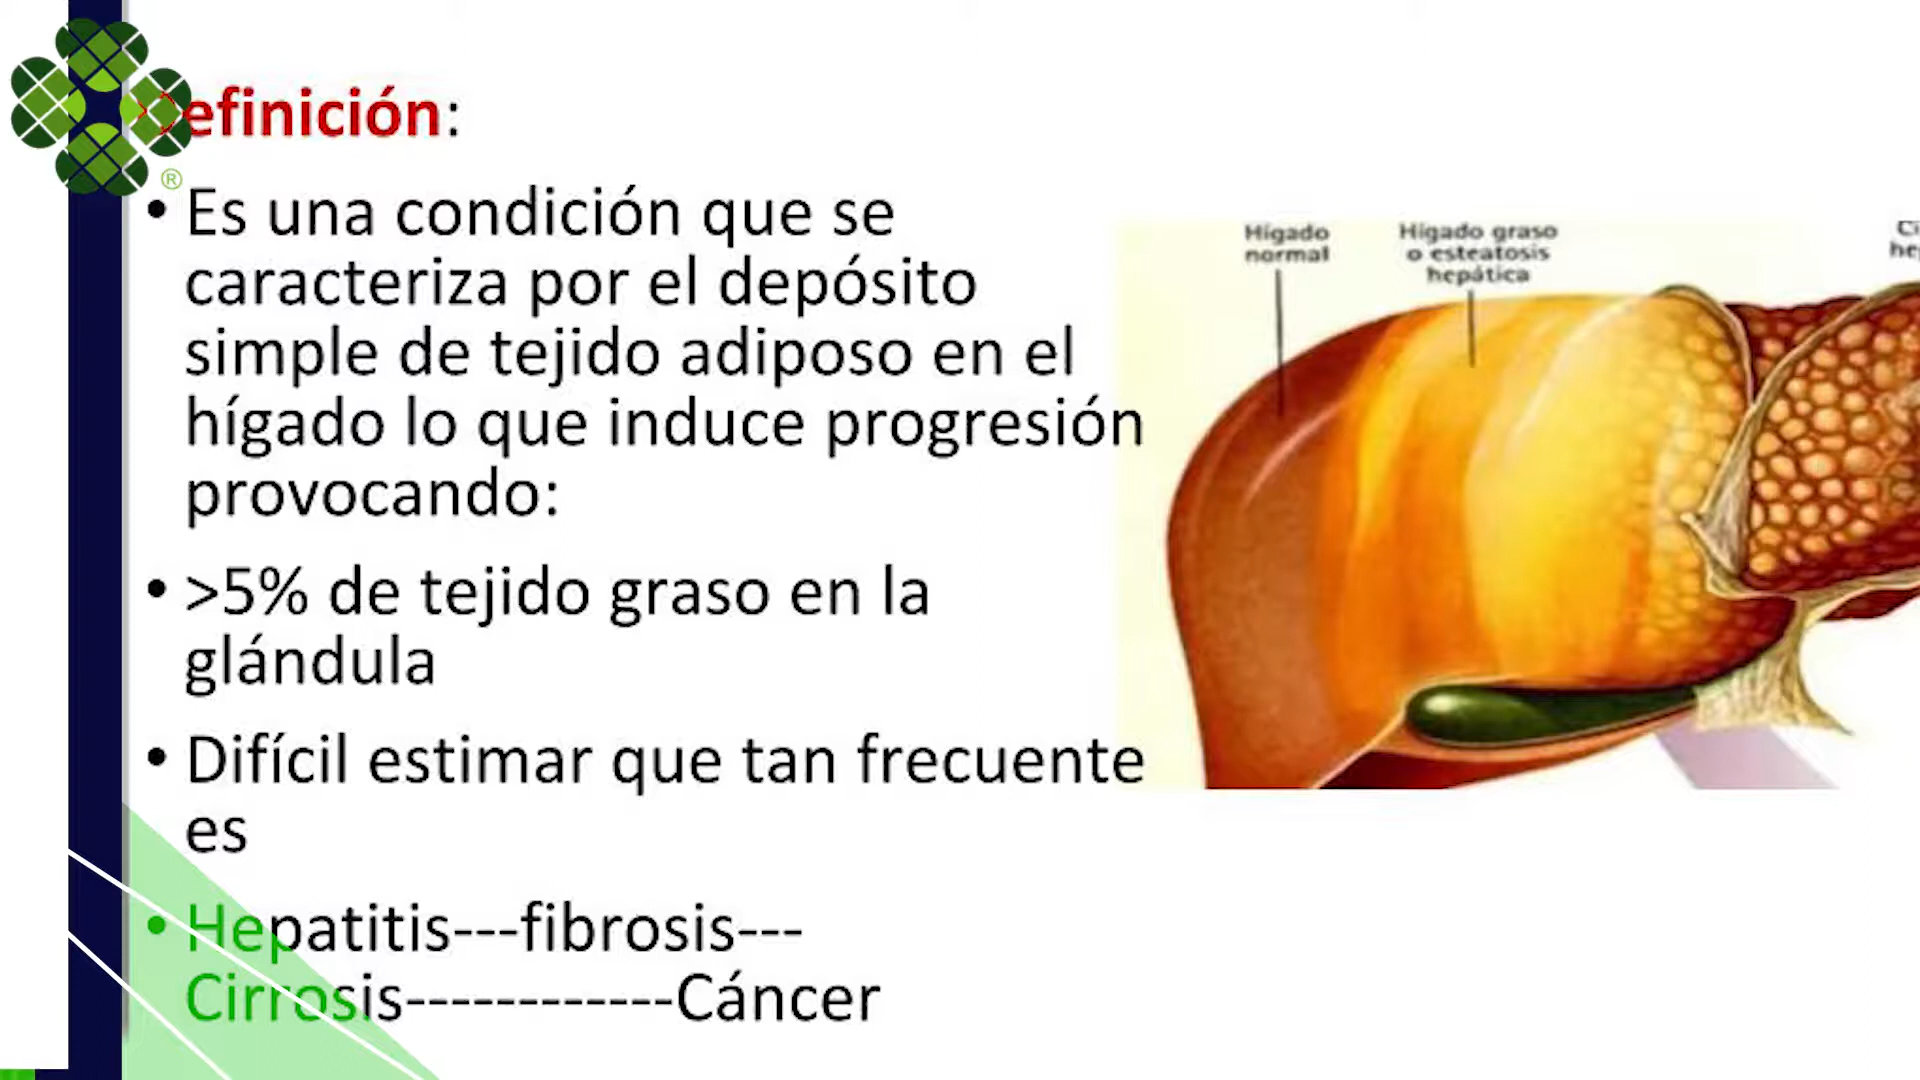 efinición:
• Es una condición que se
caracteriza por el depósito
simple de tejido adiposo en el
hígado lo que induce progresión
provocando:
• >5% de tejido graso en la
glándula
• Difícil estimar que tan frecuente
es
• Hepatitis---fibrosis---
Cirrosis------------Cáncer
®
Hígado
normal
Hígado graso
o esteatosis
hepática